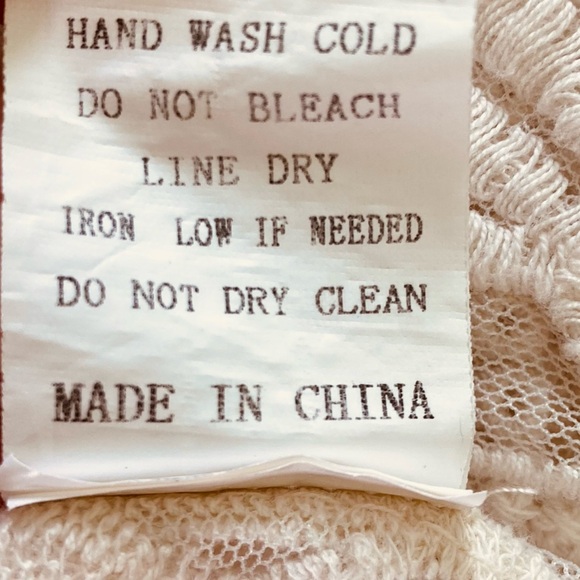 HAND WASH COLD
DO NOT BLEACH
LINE DRY
IRON LOW IF NEEDED
DO NOT DRY CLEAN
MADE IN CHINA